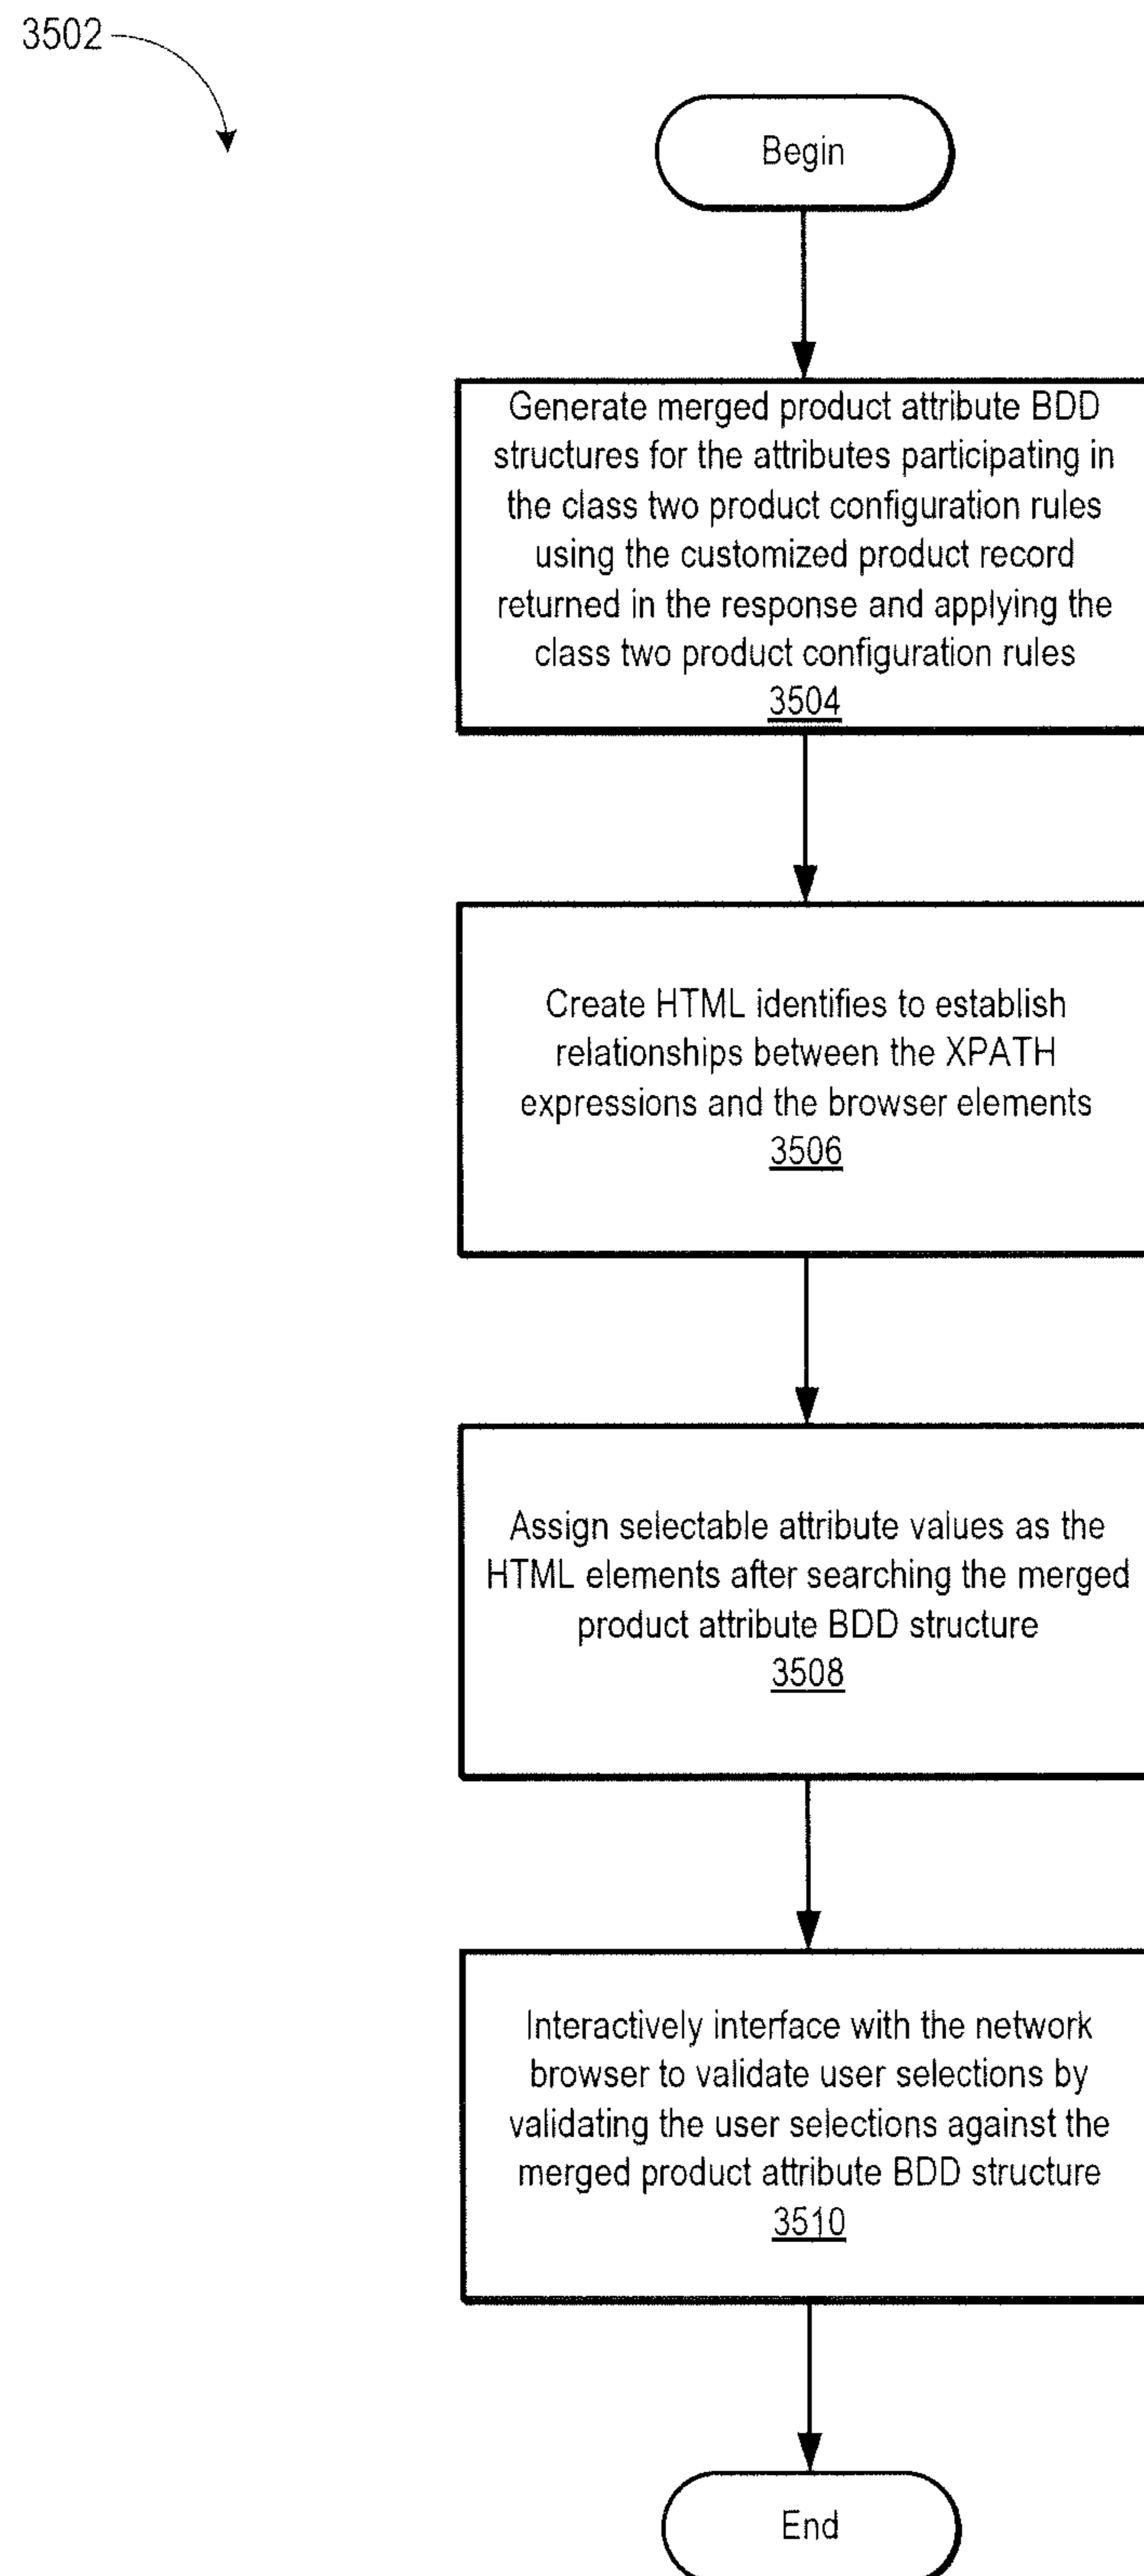 3502
Begin
Generate merged product attribute BDD
structures for the attributes participating in
the class two product configuration rules
using the customized product record
returned in the response and applying the
class two product configuration rules
3504
Create HTML identifies to establish
relationships between the XPATH
expressions and the browser elements
3506
Assign selectable attribute values as the
HTML elements after searching the merged
product attribute BDD structure
3508
Interactively interface with the network
browser to validate user selections by
validating the user selections against the
merged product attribute BDD structure
3510
End